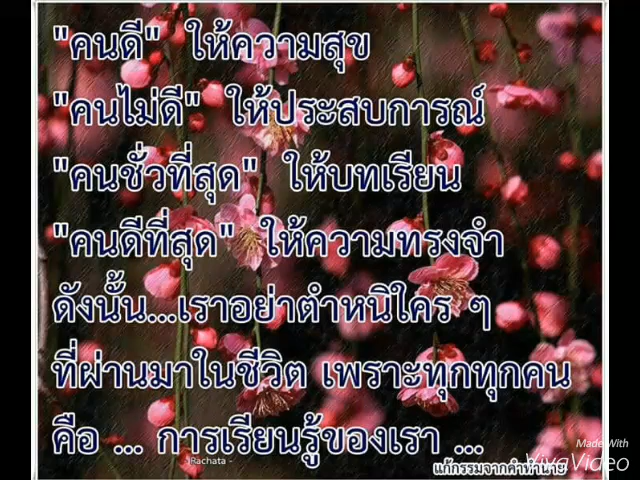 "คนดี" ให้ความสุข
"คนไม่ดี" ให้ประสบการณ์
"คนชั่วที่สุด" ให้บทเรียน
"คนดีที่สุด" ให้ความทรงจำ
ดังนั้น...เราอย่าตำหนิใคร ๆ
ที่ผ่านมาในชีวิต เพราะทุกทุกคน
คือ ... การเรียนรู้ของเรา ...
- Rachata -
แก้กรรมจากคำทำนาย
Made With
VivaVideo